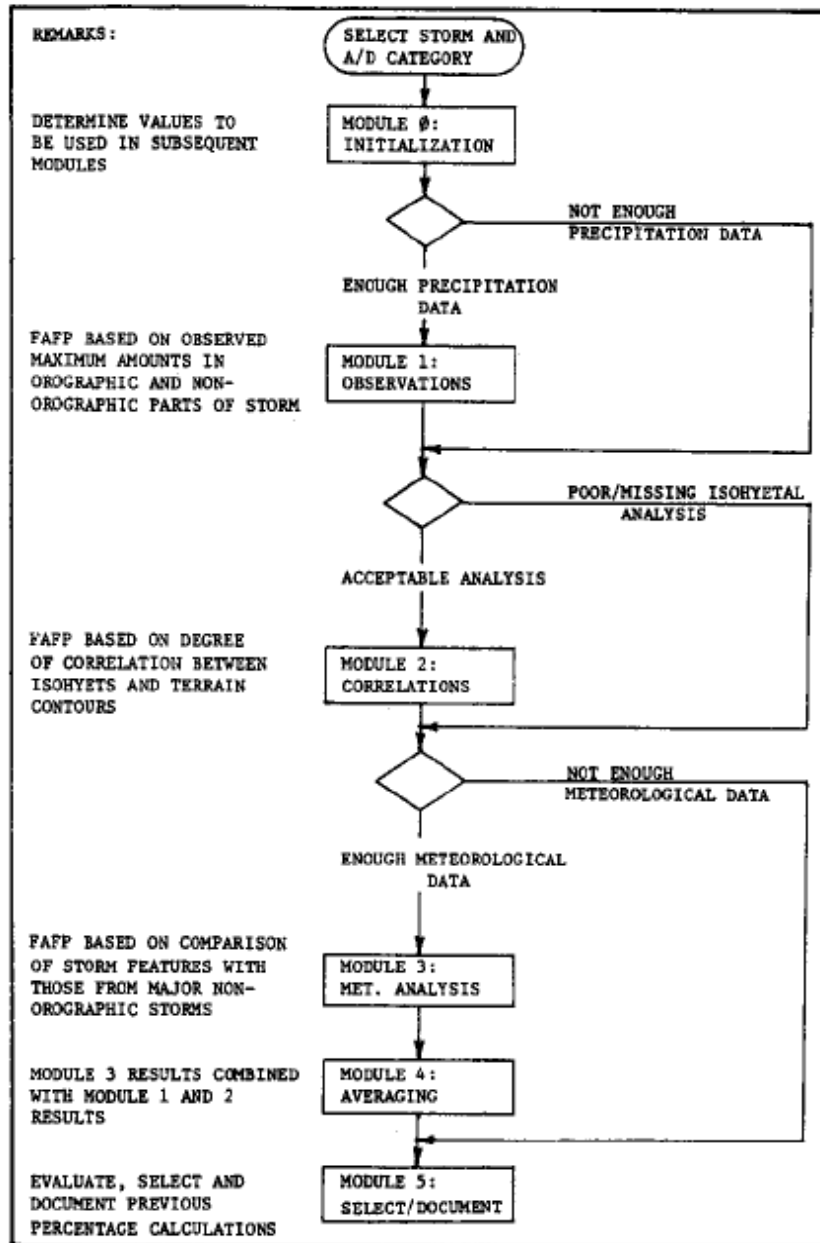 REMARKS:
SELECT STORM AND
A/D CATEGORY
DETERMINE VALUES TO
BE USED IN SUBSEQUENT
MODULES
MODULE Ø:
INITIALIZATION
NOT ENOUGH
PRECIPITATION DATA
ENOUGH PRECIPITATION
DATA
FAFP BASED ON OBSERVED
MAXIMUM AMOUNTS IN
OROGRAPHIC AND NON-
OROGRAPHIC PARTS OF STORM
MODULE 1:
OBSERVATIONS
POOR/MISSING ISOHYETAL
ANALYSIS
ACCEPTABLE ANALYSIS
FAFP BASED ON DEGREE
OF CORRELATION BETWEEN
ISOHYETS AND TERRAIN
CONTOURS
MODULE 2:
CORRELATIONS
NOT ENOUGH
METEOROLOGICAL DATA
ENOUGH METEOROLOGICAL
DATA
FAFP BASED ON COMPARISON
OF STORM FEATURES WITH
THOSE FROM MAJOR NON-
OROGRAPHIC STORMS
MODULE 3:
MET. ANALYSIS
MODULE 3 RESULTS COMBINED
WITH MODULE 1 AND 2
RESULTS
MODULE 4:
AVERAGING
EVALUATE, SELECT AND
DOCUMENT PREVIOUS
PERCENTAGE CALCULATIONS
MODULE 5:
SELECT/DOCUMENT